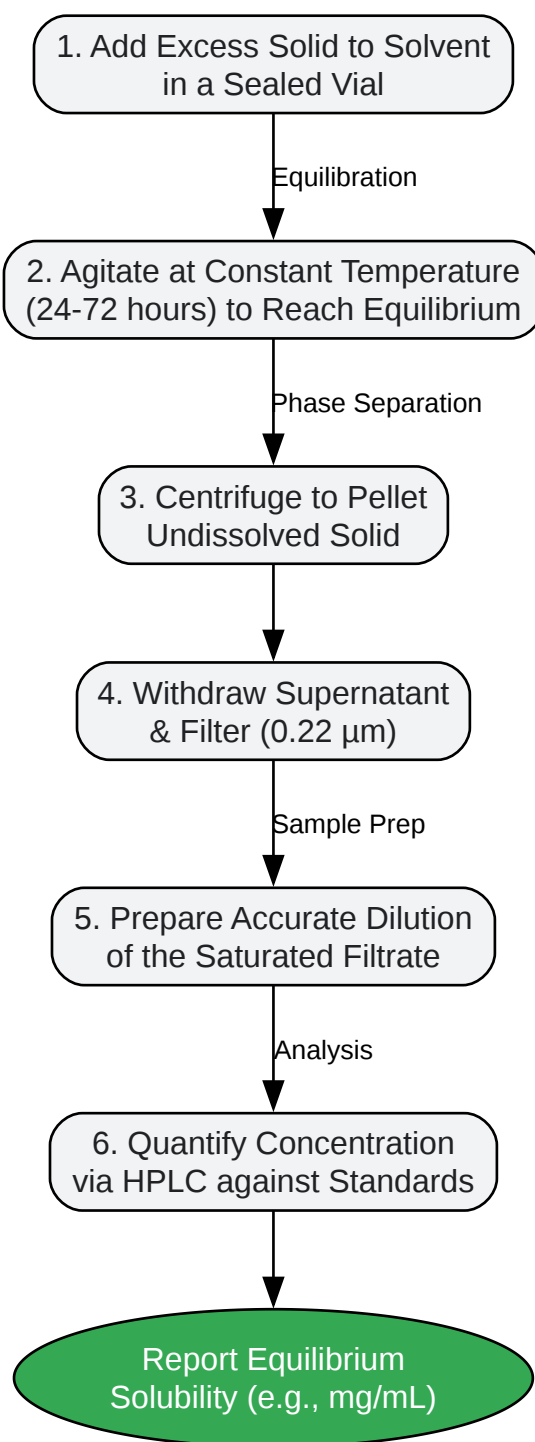 1. Add Excess Solid to Solvent
in a Sealed Vial
Equilibration
2. Agitate at Constant Temperature
(24-72 hours) to Reach Equilibrium
Phase Separation
3. Centrifuge to Pellet
Undissolved Solid
4. Withdraw Supernatant
& Filter (0.22 µm)
Sample Prep
5. Prepare Accurate Dilution
of the Saturated Filtrate
Analysis
6. Quantify Concentration
via HPLC against Standards
Report Equilibrium
Solubility (e.g., mg/mL)